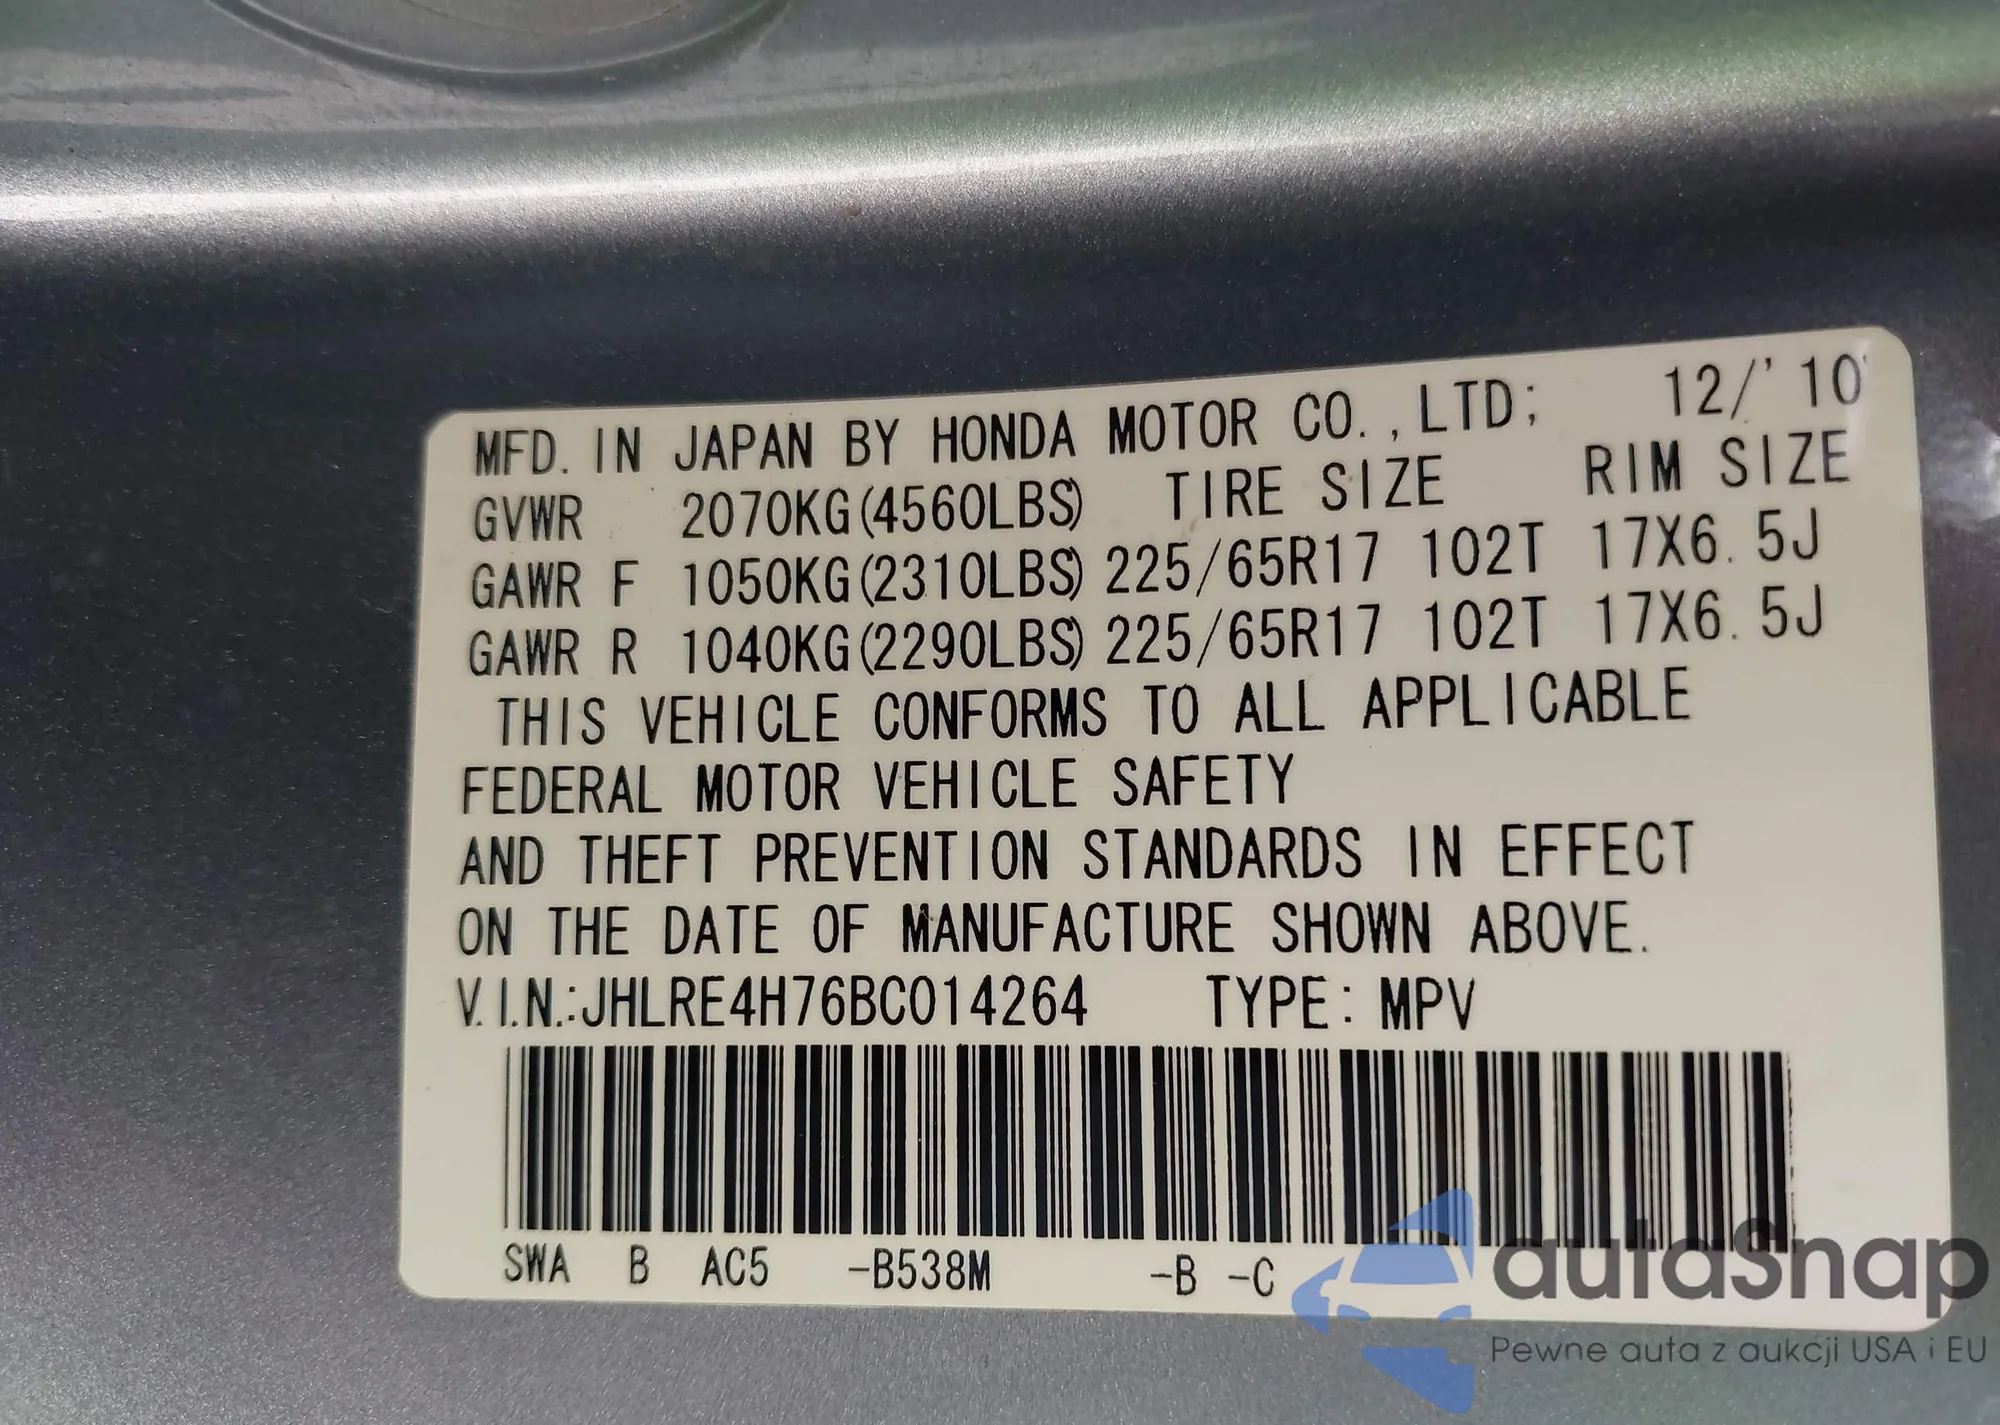 MFD. IN JAPAN BY HONDA MOTOR CO.,LTD; 12/'10
GVWR 2070KG(4560LBS) TIRE SIZE RIM SIZE
GAWR F 1050KG(2310LBS) 225/65R17 102T 17X6.5J
GAWR R 1040KG(2290LBS) 225/65R17 102T 17X6.5J
THIS VEHICLE CONFORMS TO ALL APPLICABLE
FEDERAL MOTOR VEHICLE SAFETY
AND THEFT PREVENTION STANDARDS IN EFFECT
ON THE DATE OF MANUFACTURE SHOWN ABOVE.
V.I.N.:JHLRE4H76BC014264 TYPE: MPV
SWA B AC5 -B538M -B -C
autaSnap
Pewne auta z aukcji USA i EU